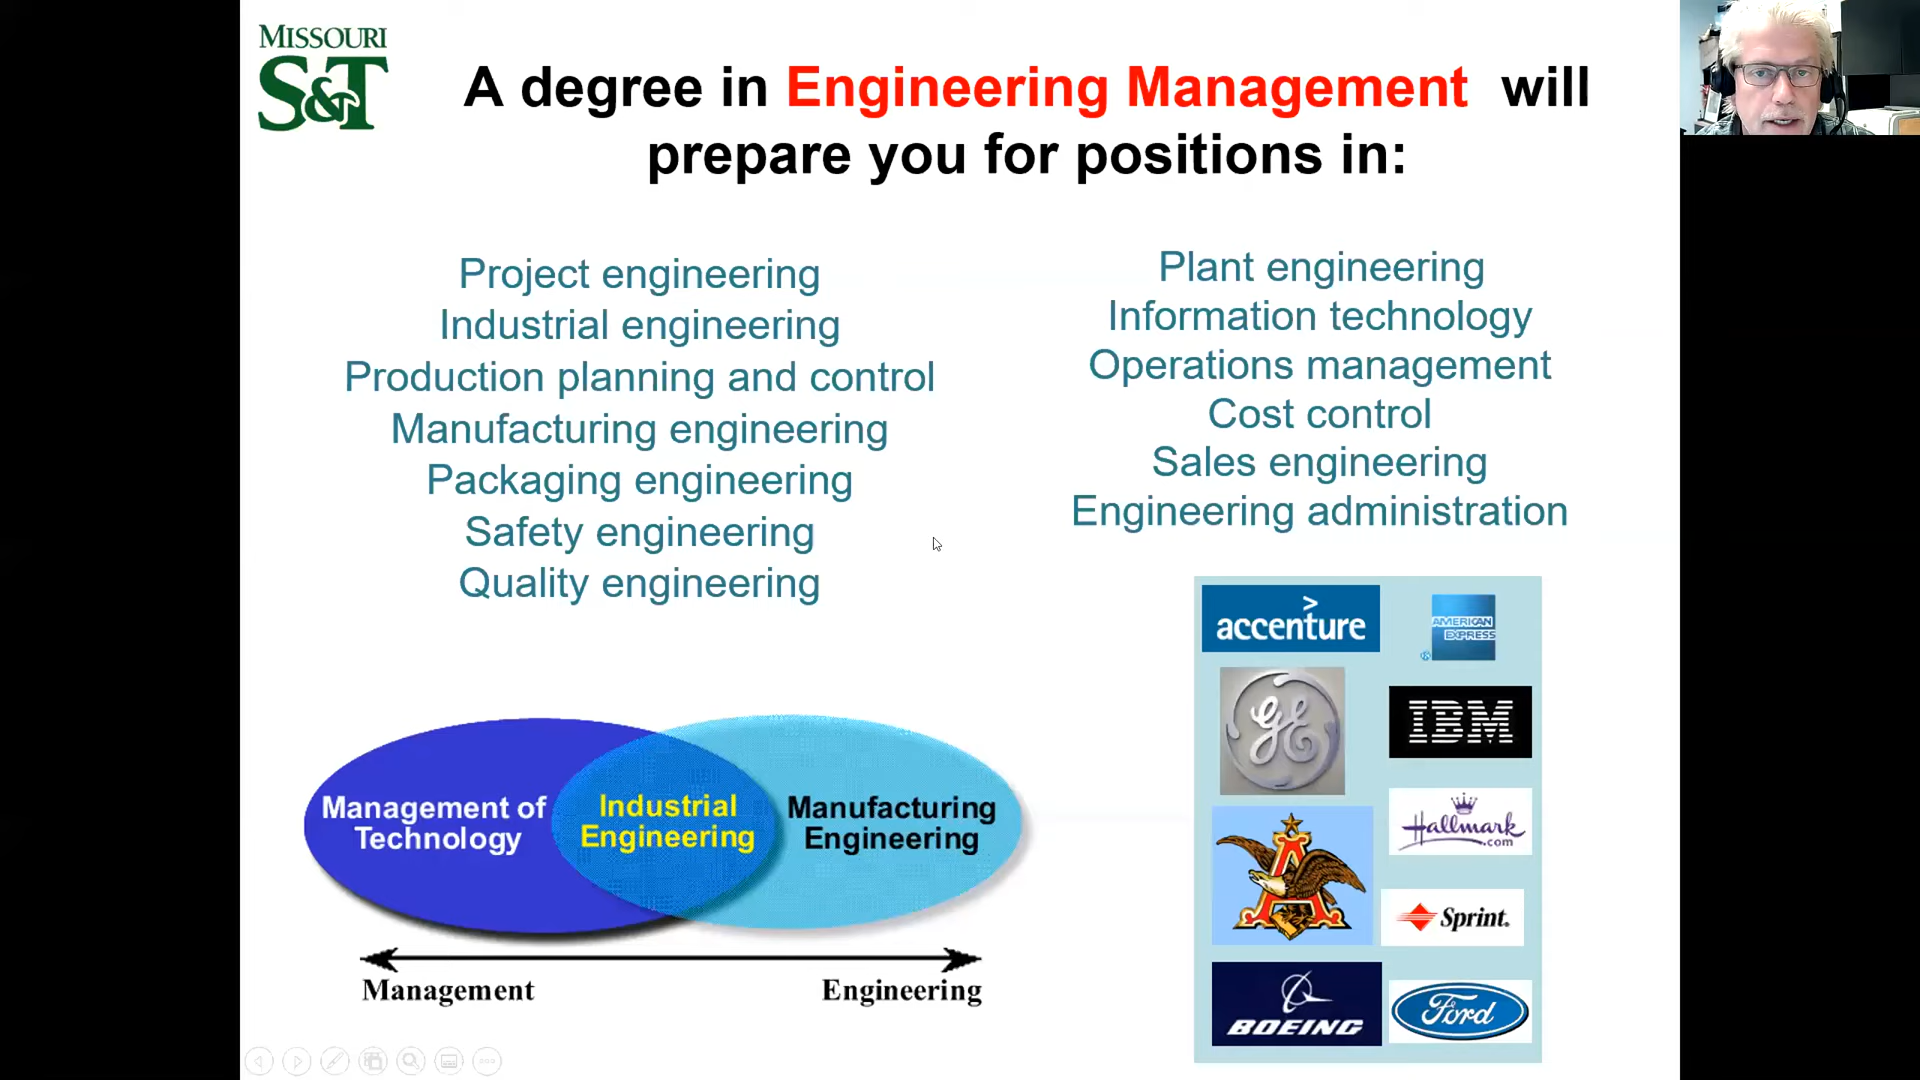 MISSOURI
S&T
A degree in Engineering Management will
prepare you for positions in:
Project engineering
Industrial engineering
Production planning and control
Manufacturing engineering
Packaging engineering
Safety engineering
Quality engineering
Plant engineering
Information technology
Operations management
Cost control
Sales engineering
Engineering administration
Management of
Technology
Industrial
Engineering
Manufacturing
Engineering
Management
Engineering
>
accenture
AMERICAN
EXPRESS
®
GE
IBM
Hallmark
.com
A
Sprint.
BOEING
Ford